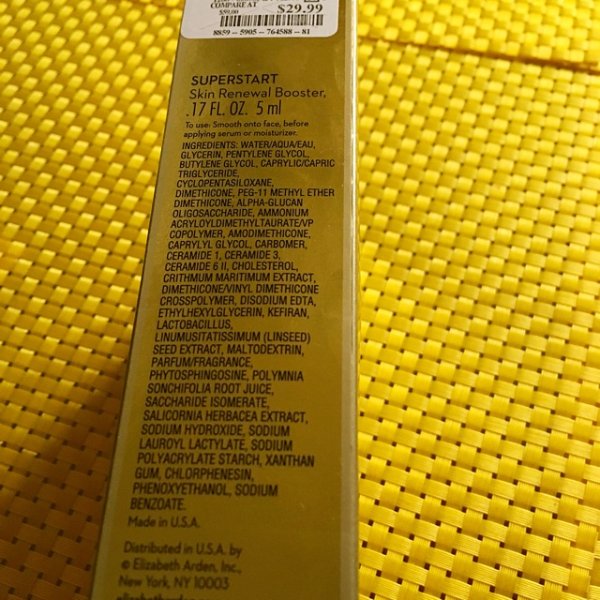 COMPARE AT
$59.00
$29.99
8859 - 5905 - 764588 - 81
SUPERSTART
Skin Renewal Booster,
.17 FL. OZ. 5 ml
To use: Smooth onto face, before
applying serum or moisturizer.
INGREDIENTS: WATER/AQUA/EAU,
GLYCERIN, PENTYLENE GLYCOL,
BUTYLENE GLYCOL, CAPRYLIC/CAPRIC
TRIGLYCERIDE,
CYCLOPENTASILOXANE,
DIMETHICONE, PEG-11 METHYL ETHER
DIMETHICONE, ALPHA-GLUCAN
OLIGOSACCHARIDE, AMMONIUM
ACRYLOYLDIMETHYLTAURATE/VP
COPOLYMER, AMODIMETHICONE,
CAPRYLYL GLYCOL, CARBOMER,
CERAMIDE 1, CERAMIDE 3,
CERAMIDE 6 II, CHOLESTEROL,
CRITHMUM MARITIMUM EXTRACT,
DIMETHICONE/VINYL DIMETHICONE
CROSSPOLYMER, DISODIUM EDTA,
ETHYLHEXYLGLYCERIN, KEFIRAN,
LACTOBACILLUS,
LINUMUSITATISSIMUM (LINSEED)
SEED EXTRACT, MALTODEXTRIN,
PARFUM/FRAGRANCE,
PHYTOSPHINGOSINE, POLYMNIA
SONCHIFOLIA ROOT JUICE,
SACCHARIDE ISOMERATE,
SALICORNIA HERBACEA EXTRACT,
SODIUM HYDROXIDE, SODIUM
LAUROYL LACTYLATE, SODIUM
POLYACRYLATE STARCH, XANTHAN
GUM, CHLORPHENESIN,
PHENOXYETHANOL, SODIUM
BENZOATE.
Made in U.S.A.
Distributed in U.S.A. by
© Elizabeth Arden, Inc.,
New York, NY 10003